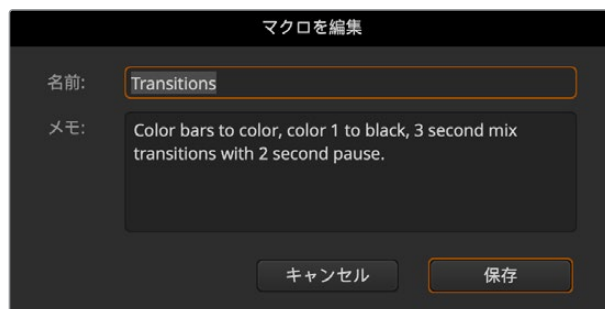 マクロを編集
名前: Transitions
メモ: Color bars to color, color 1 to black, 3 second mix
transitions with 2 second pause.
キャンセル 保存